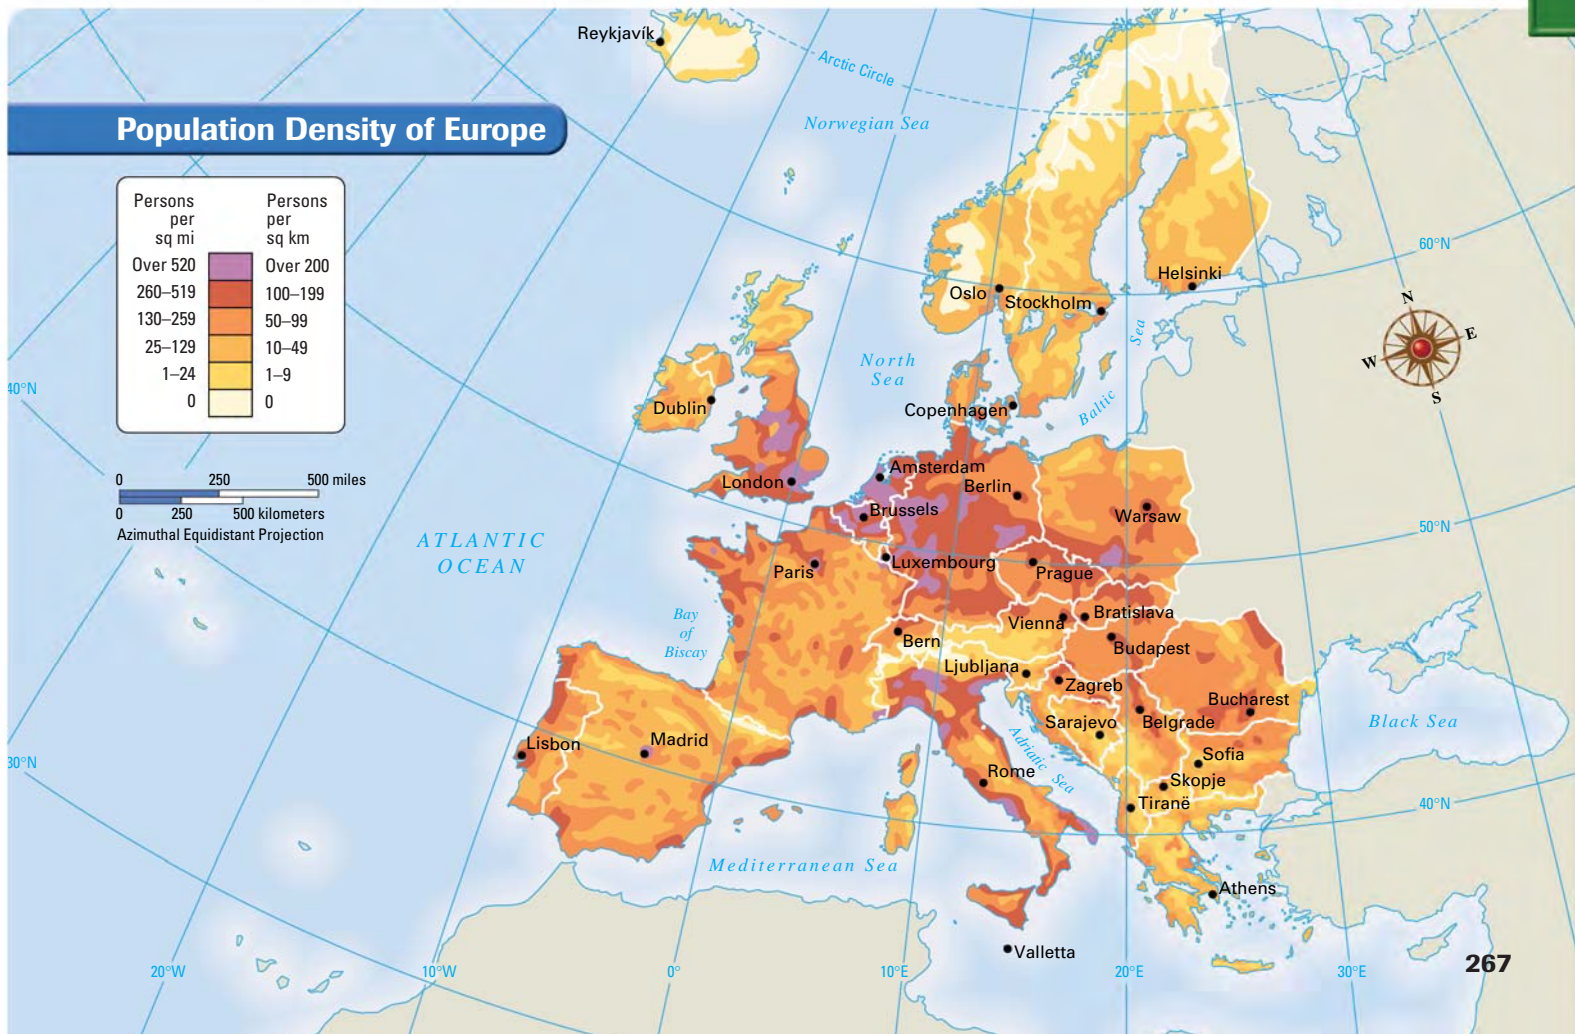 Population Density of Europe
Persons
per
sq mi
Persons
per
sq km
Over 520
Over 200
260–519
100–199
130–259
50–99
25–129
10–49
1–24
1–9
0
0
0 250 500 miles
0 250 500 kilometers
Azimuthal Equidistant Projection
Reykjavík
Arctic Circle
Norwegian Sea
60°N
Helsinki
Oslo
Stockholm
N
E
W
S
North
Sea
Baltic
Sea
40°N
Dublin
Copenhagen
London
Amsterdam
Berlin
Brussels
Warsaw
50°N
ATLANTIC
OCEAN
Paris
Luxembourg
Prague
Bay
of
Biscay
Vienna
Bratislava
Bern
Budapest
Ljubljana
Zagreb
Bucharest
Sarajevo
Belgrade
Black Sea
Lisbon
Madrid
Adriatic Sea
Sofia
30°N
Rome
Skopje
Tiranë
40°N
Mediterranean Sea
Athens
Valletta
20°W
10°W
0°
10°E
20°E
30°E
267